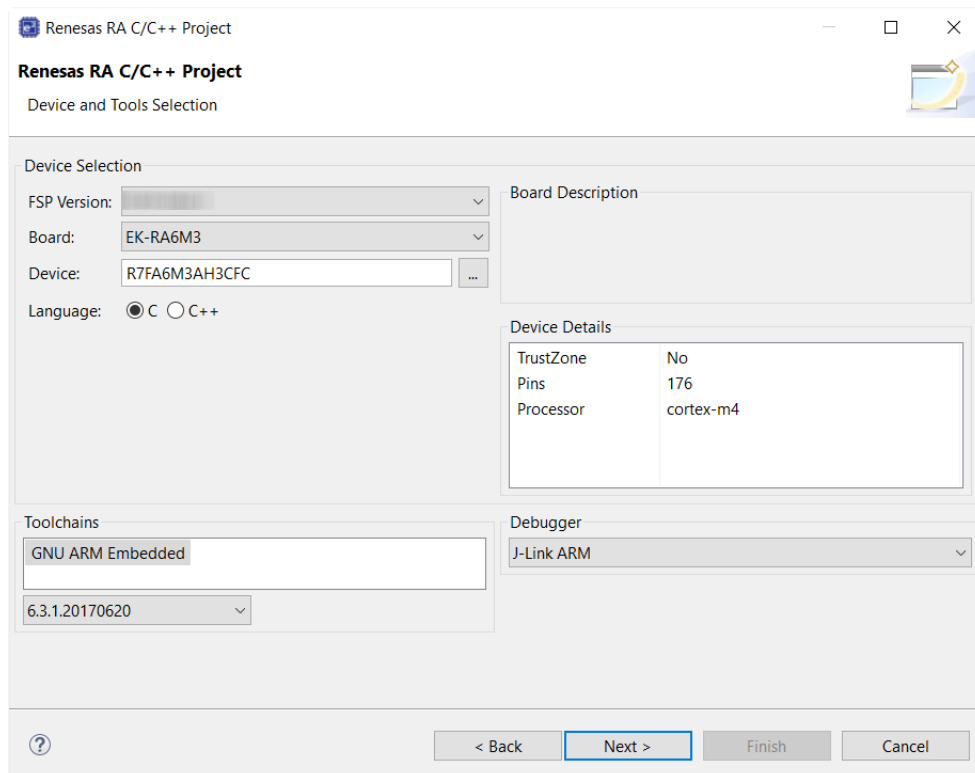 Renesas RA C/C++ Project
Renesas RA C/C++ Project
Device and Tools Selection
Device Selection
FSP Version:
Board: EK-RA6M3
Device: R7FA6M3AH3CFC ...
Language: C C++
Board Description
Device Details
TrustZone No
Pins 176
Processor cortex-m4
Toolchains
GNU ARM Embedded
6.3.1.20170620
Debugger
J-Link ARM
? < Back Next > Finish Cancel